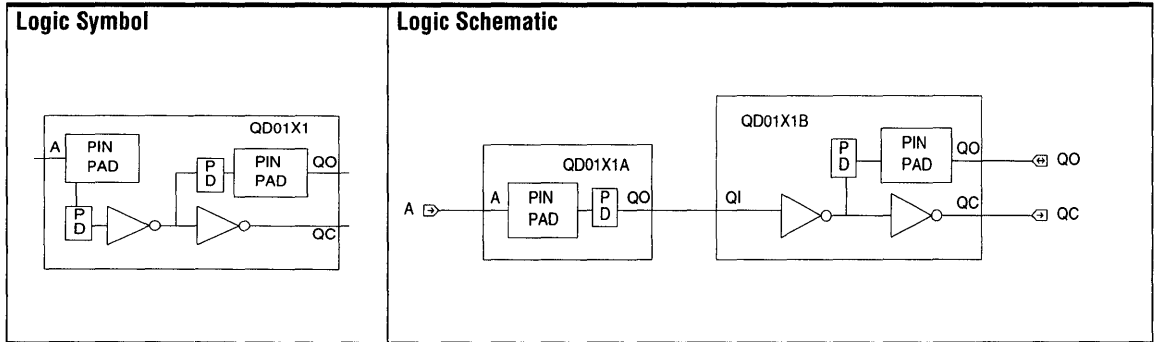 Logic Symbol
Logic Schematic
QD01X1
A
PIN
PAD
P
D
P
D
PIN
PAD
QO
QC
A
QD01X1A
A
PIN
PAD
P
D
QO
QD01X1B
QI
P
D
PIN
PAD
QO
QC
QO
QC